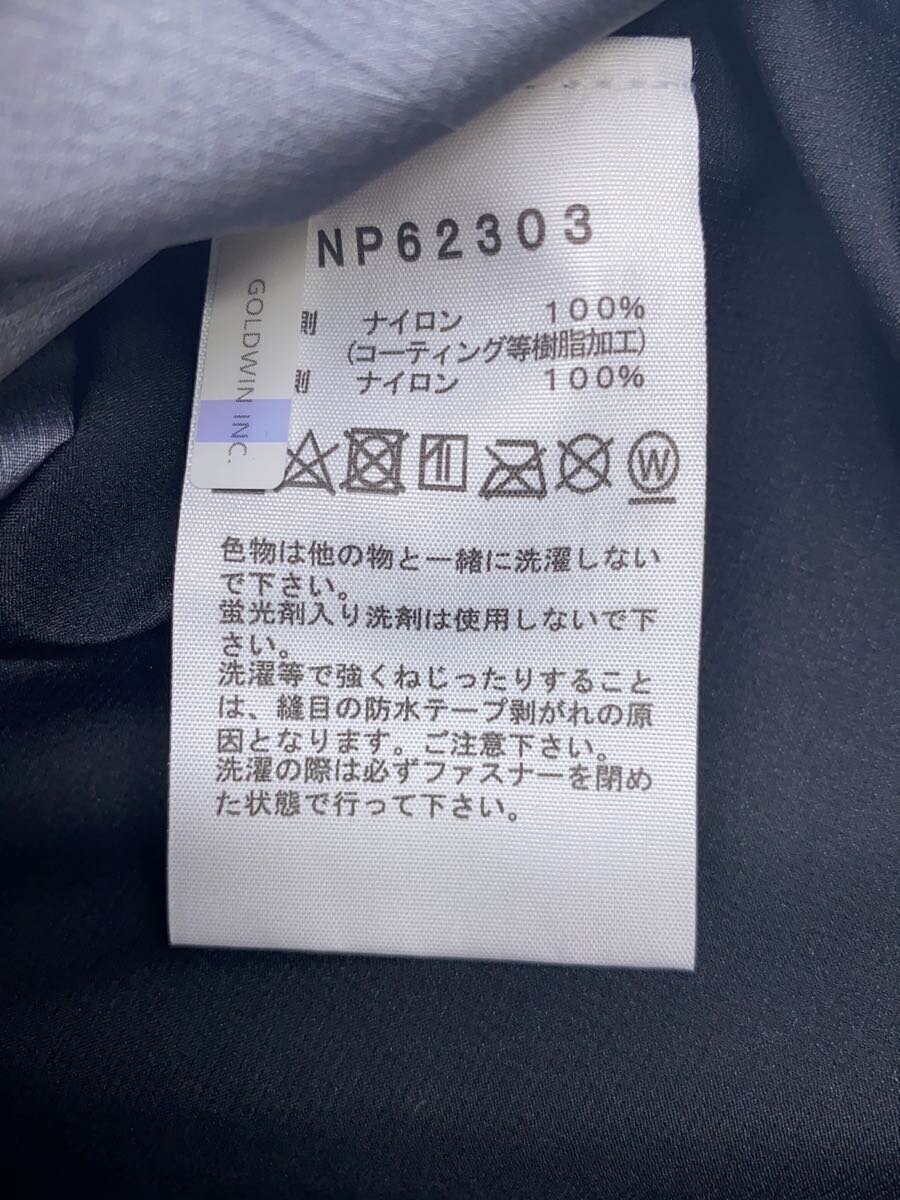 NP62303
GOLDWIN INC.
側 ナイロン 100%
(コーティング等樹脂加工)
側 ナイロン 100%
W
色物は他の物と一緒に洗濯しない
で下さい。
蛍光剤入り洗剤は使用しないで下
さい。
洗濯等で強くねじったりすること
は、縫目の防水テープ剥がれの原
因となります。ご注意下さい。
洗濯の際は必ずファスナーを閉め
た状態で行って下さい。